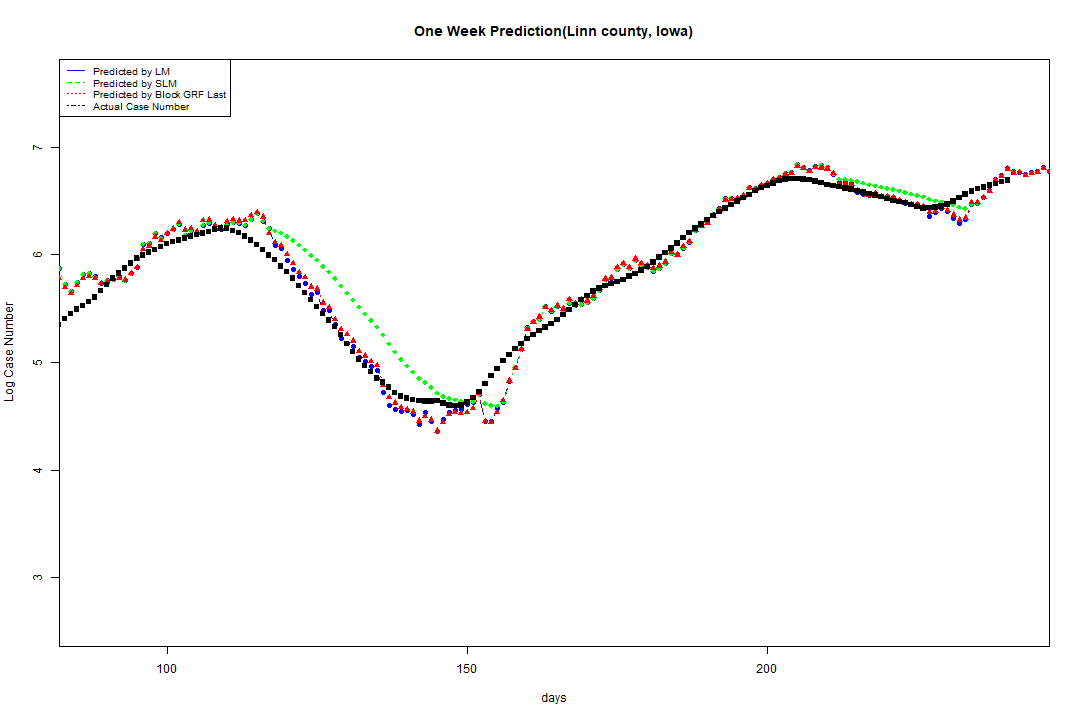 One Week Prediction(Linn county, Iowa)
Predicted by LM
Predicted by SLM
Predicted by Block GRF Last
Actual Case Number
Log Case Number
7
6
5
4
3
100 150 200
days